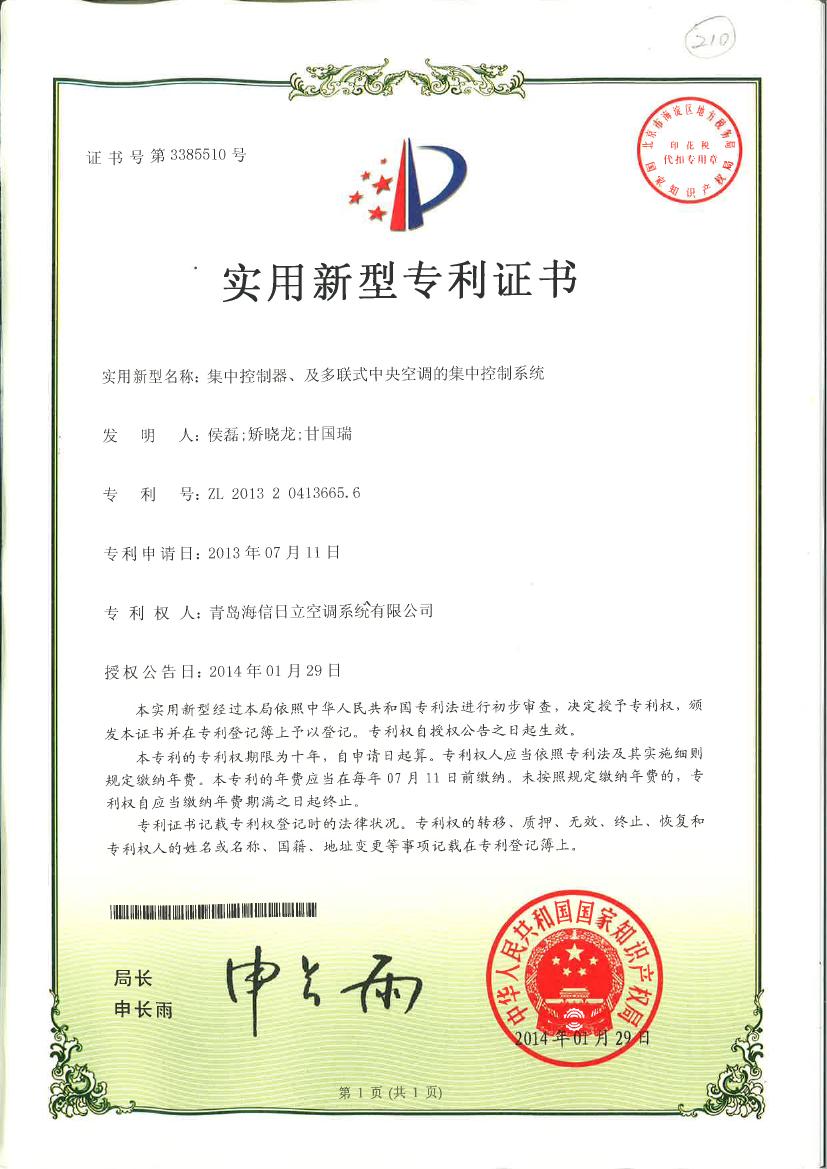 210
证书号第3385510号
北京市海淀区地方税务局
印花税
代扣专用章
国家知识产权局
实用新型专利证书
实用新型名称：集中控制器、及多联式中央空调的集中控制系统
发明人：侯磊;矫晓龙;甘国瑞
专利号：ZL 2013 2 0413665.6
专利申请日：2013年07月11日
专利权人：青岛海信日立空调系统有限公司
授权公告日：2014年01月29日
本实用新型经过本局依照中华人民共和国专利法进行初步审查，决定授予专利权，颁
发本证书并在专利登记簿上予以登记。专利权自授权公告之日起生效。
本专利的专利权期限为十年，自申请日起算。专利权人应当依照专利法及其实施细则
规定缴纳年费。本专利的年费应当在每年07月11日前缴纳。未按照规定缴纳年费的，专
利权自应当缴纳年费期满之日起终止。
专利证书记载专利权登记时的法律状况。专利权的转移、质押、无效、终止、恢复和
专利权人的姓名或名称、国籍、地址变更等事项记载在专利登记簿上。
局长
申长雨
申长雨
中华人民共和国国家知识产权局
2014年01月29日
第1页(共1页)